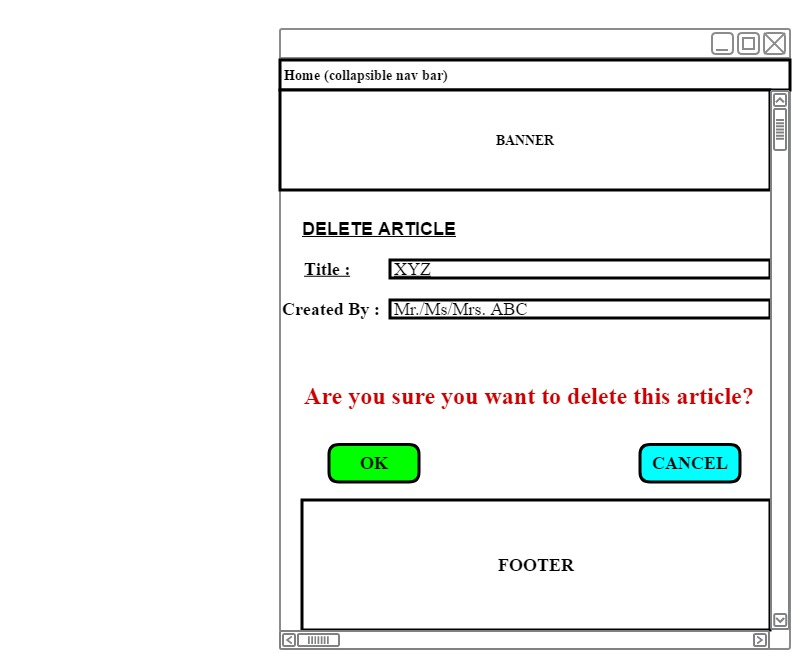 Home (collapsible nav bar)
BANNER
DELETE ARTICLE
Title : XYZ
Created By : Mr./Ms/Mrs. ABC
Are you sure you want to delete this article?
OK CANCEL
FOOTER